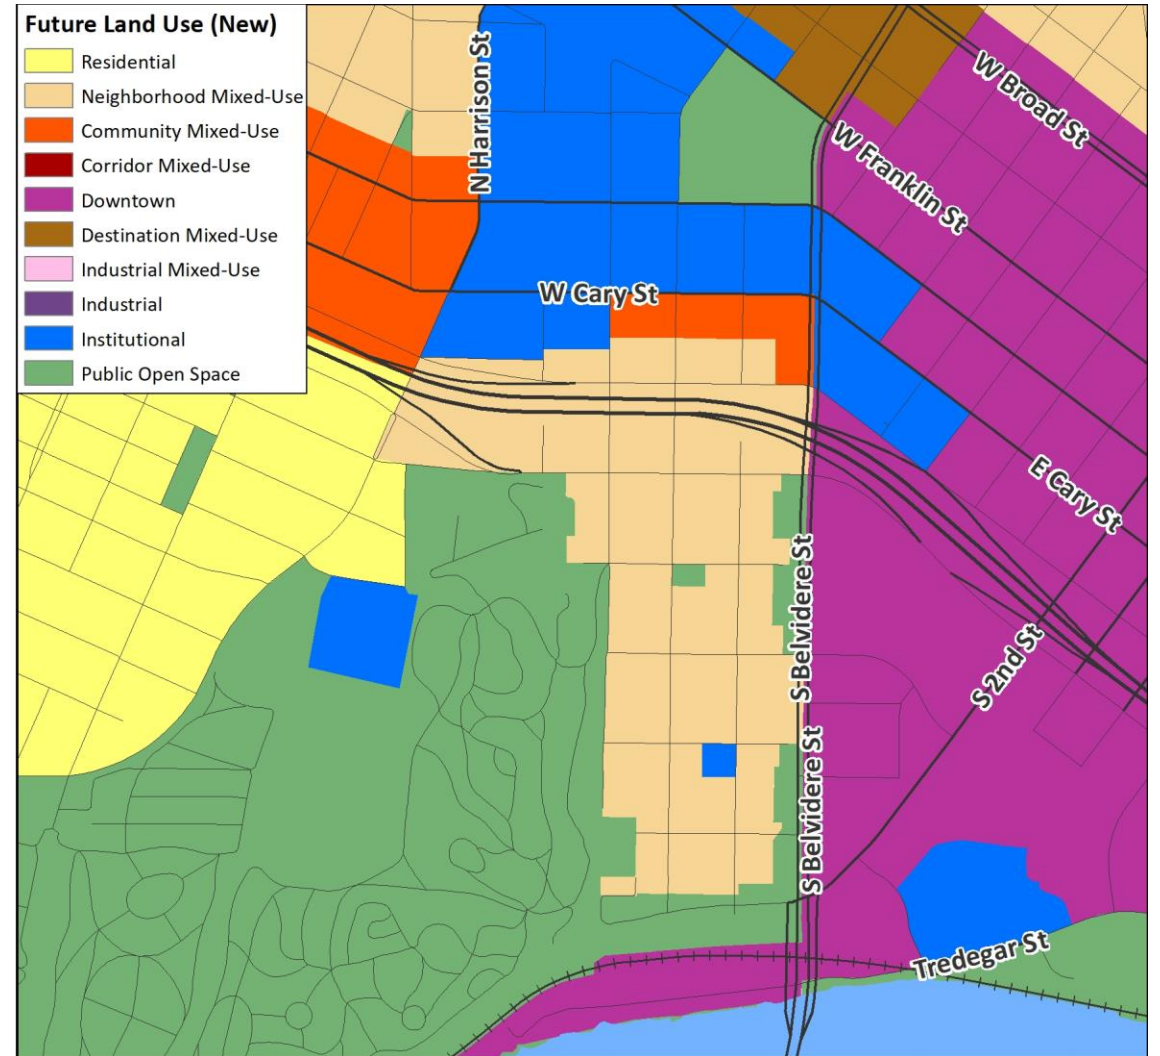 Future Land Use (New)
Residential
Neighborhood Mixed-Use
Community Mixed-Use
Corridor Mixed-Use
Downtown
Destination Mixed-Use
Industrial Mixed-Use
Industrial
Institutional
Public Open Space
N Harrison St
W Broad St
W Franklin St
W Cary St
E Cary St
S Belvidere St
S 2nd St
S Belvidere St
Tredegar St